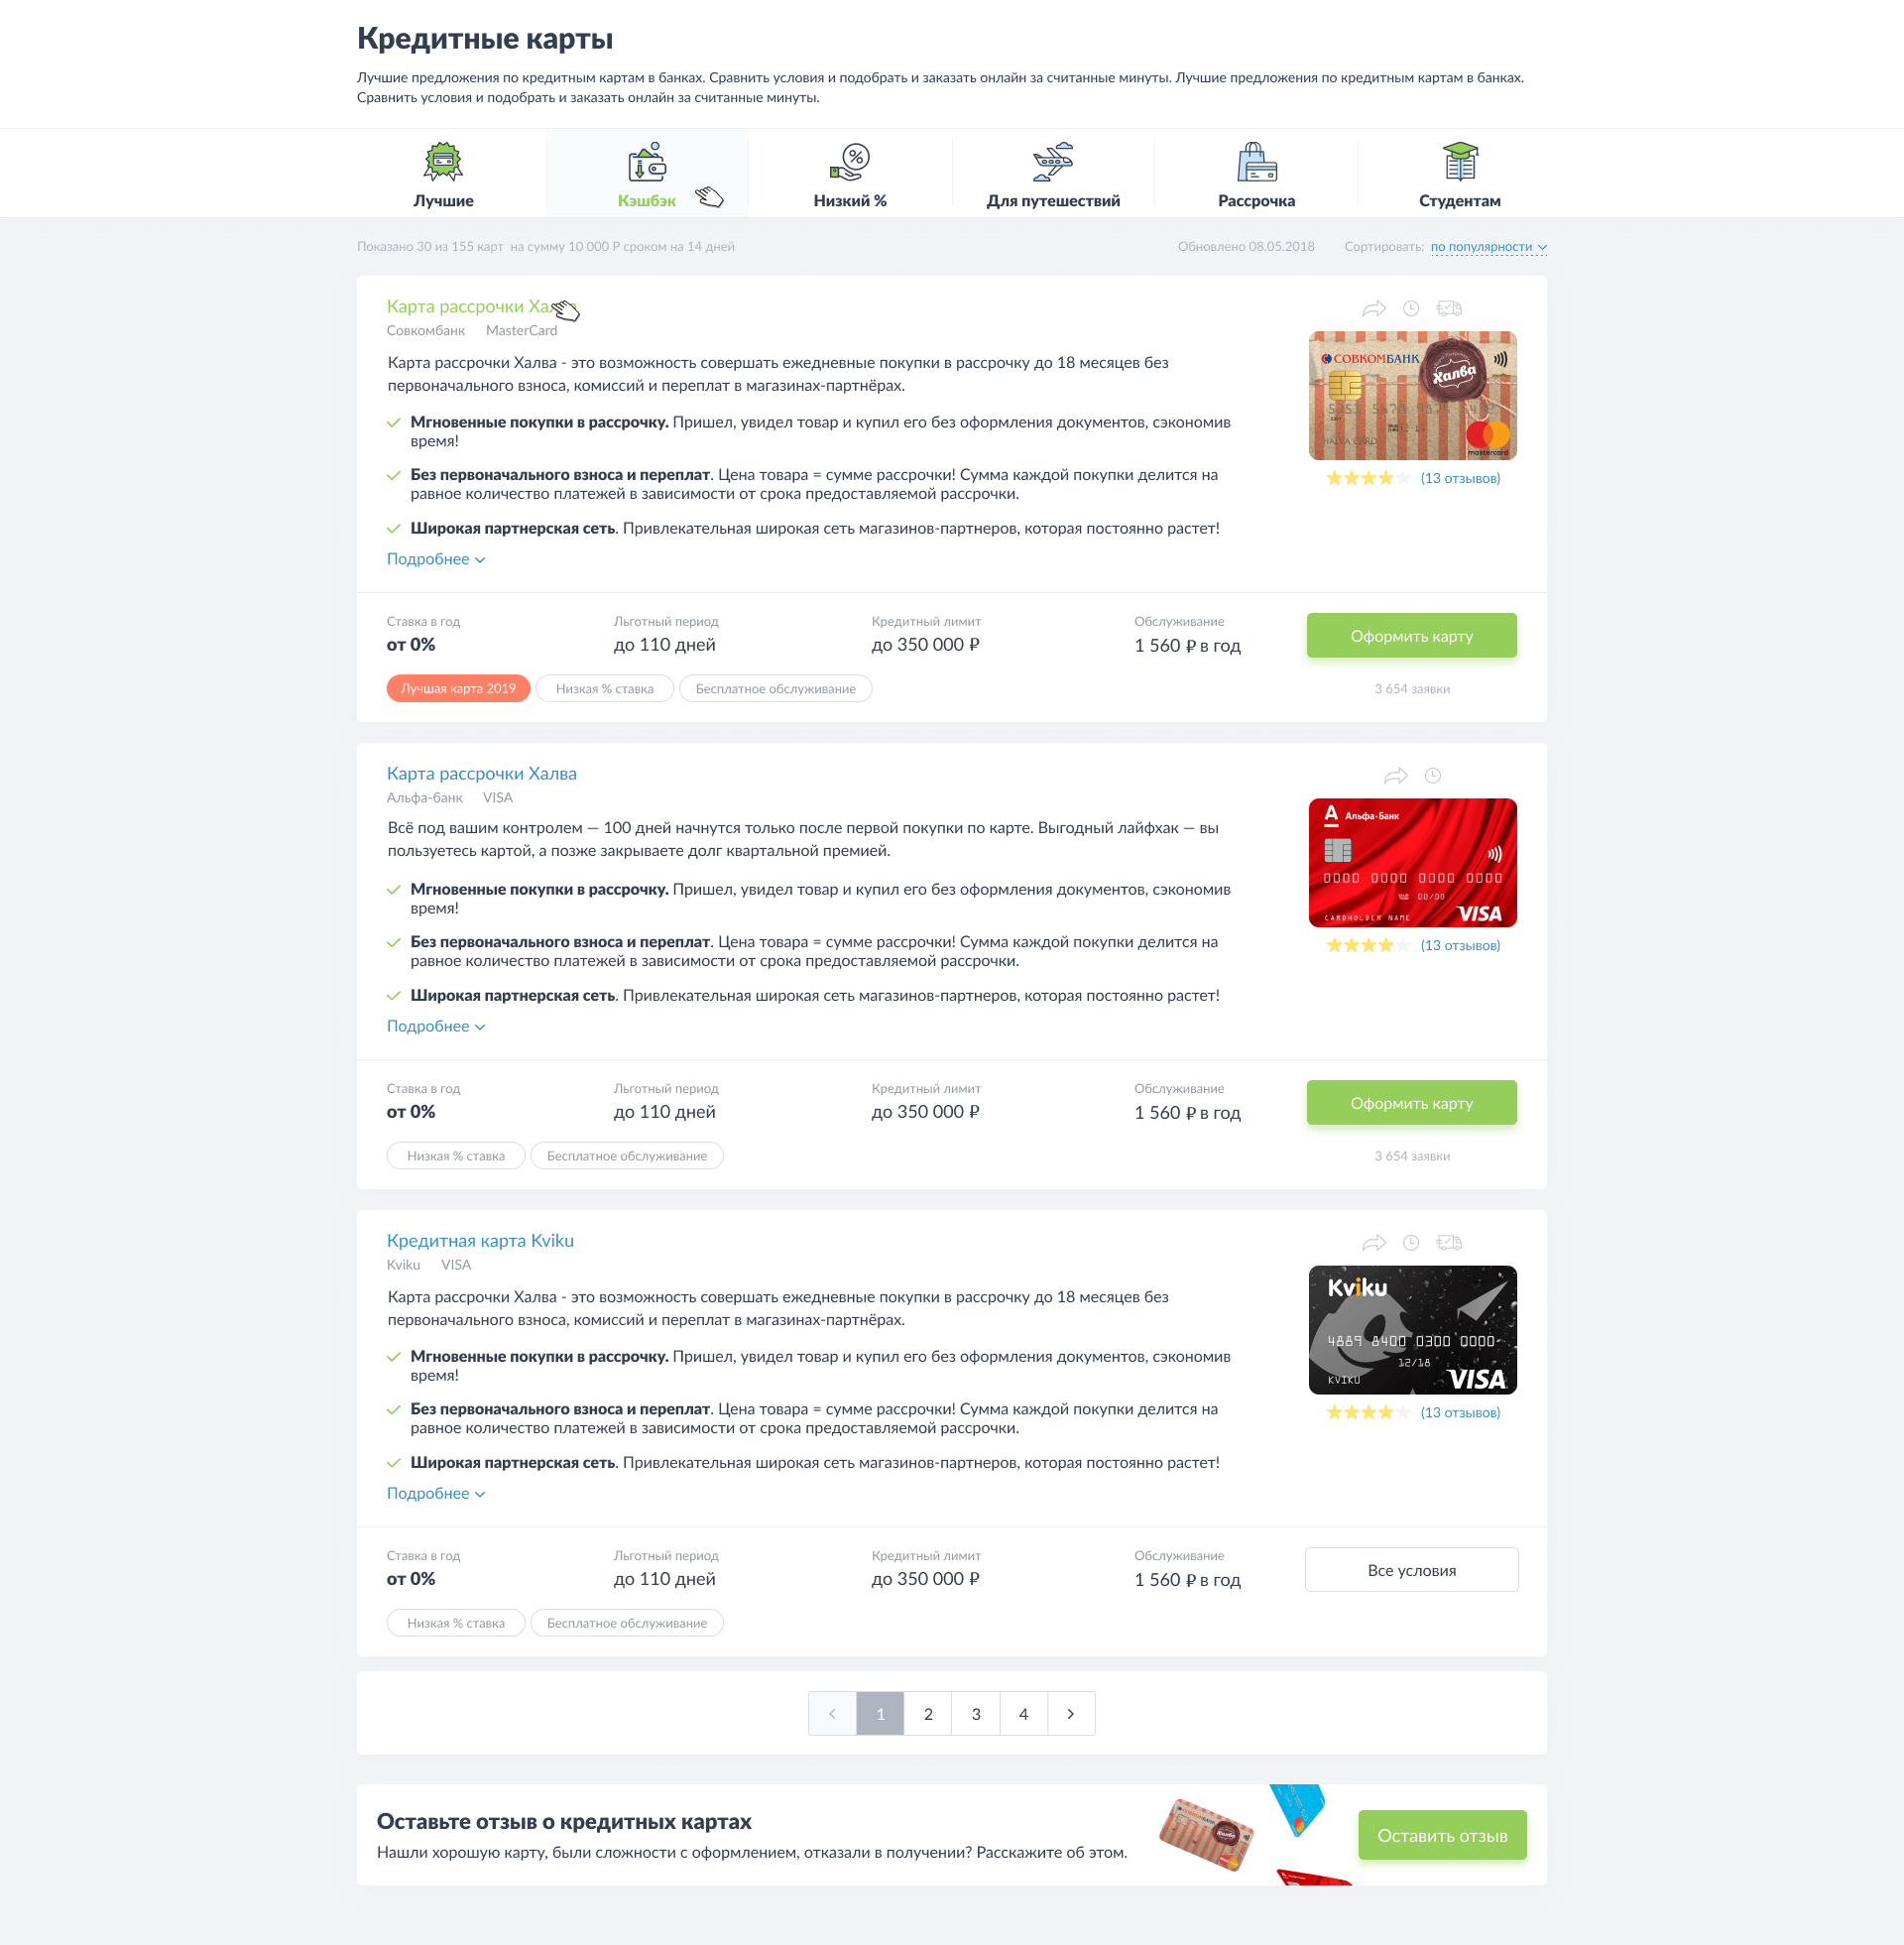 Кредитные карты
Лучшие предложения по кредитным картам в банках. Сравнить условия и подобрать и заказать онлайн за считанные минуты. Лучшие предложения по кредитным картам в банках.
Сравнить условия и подобрать и заказать онлайн за считанные минуты.
Лучшие
Кэшбэк
Низкий %
Для путешествий
Рассрочка
Студентам
Показано 30 из 155 карт на сумму 10 000 Р сроком на 14 дней
Обновлено 08.05.2018
Сортировать: по популярности
Карта рассрочки
Совкомбанк MasterCard
Карта рассрочки Халва - это возможность совершать ежедневные покупки в рассрочку до 18 месяцев без
первоначального взноса, комиссий и переплат в магазинах-партнёрах.
Мгновенные покупки в рассрочку. Пришел, увидел товар и купил его без оформления документов, сэкономив
время!
Без первоначального взноса и переплат. Цена товара = сумме рассрочки! Сумма каждой покупки делится на
равное количество платежей в зависимости от срока предоставляемой рассрочки.
Широкая партнерская сеть. Привлекательная широкая сеть магазинов-партнеров, которая постоянно растет!
Подробнее
СОВКОМБАНК
Халва
HALVA CARD
mastercard
(13 отзывов)
Ставка в год
от 0%
Льготный период
до 110 дней
Кредитный лимит
до 350 000 ₽
Обслуживание
1 560 ₽ в год
Оформить карту
Лучшая карта 2019
Низкая % ставка
Бесплатное обслуживание
3 654 заявки
Карта рассрочки Халва
Альфа-банк VISA
Всё под вашим контролем — 100 дней начнутся только после первой покупки по карте. Выгодный лайфхак — вы
пользуетесь картой, а позже закрываете долг квартальной премией.
Мгновенные покупки в рассрочку. Пришел, увидел товар и купил его без оформления документов, сэкономив
время!
Без первоначального взноса и переплат. Цена товара = сумме рассрочки! Сумма каждой покупки делится на
равное количество платежей в зависимости от срока предоставляемой рассрочки.
Широкая партнерская сеть. Привлекательная широкая сеть магазинов-партнеров, которая постоянно растет!
Подробнее
А Альфа-Банк
0000 0000 0000 0000
00/00
CARDHOLDER NAME
VISA
(13 отзывов)
Ставка в год
от 0%
Льготный период
до 110 дней
Кредитный лимит
до 350 000 ₽
Обслуживание
1 560 ₽ в год
Оформить карту
Низкая % ставка
Бесплатное обслуживание
3 654 заявки
Кредитная карта Kviku
Kviku VISA
Карта рассрочки Халва - это возможность совершать ежедневные покупки в рассрочку до 18 месяцев без
первоначального взноса, комиссий и переплат в магазинах-партнёрах.
Мгновенные покупки в рассрочку. Пришел, увидел товар и купил его без оформления документов, сэкономив
время!
Без первоначального взноса и переплат. Цена товара = сумме рассрочки! Сумма каждой покупки делится на
равное количество платежей в зависимости от срока предоставляемой рассрочки.
Широкая партнерская сеть. Привлекательная широкая сеть магазинов-партнеров, которая постоянно растет!
Подробнее
Kviku
4889 8400 0300 0000
12/18
KVIKU
VISA
(13 отзывов)
Ставка в год
от 0%
Льготный период
до 110 дней
Кредитный лимит
до 350 000 ₽
Обслуживание
1 560 ₽ в год
Все условия
Низкая % ставка
Бесплатное обслуживание
1 2 3 4
Оставьте отзыв о кредитных картах
Нашли хорошую карту, были сложности с оформлением, отказали в получении? Расскажите об этом.
СОВКОМБАНК
Халва
Оставить отзыв